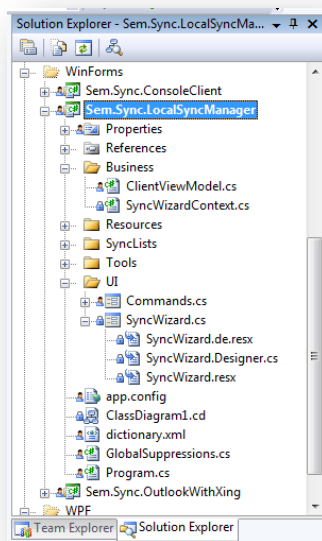 Solution Explorer - Sem.Sync.LocalSyncMa...
WinForms
Sem.Sync.ConsoleClient
Sem.Sync.LocalSyncManager
Properties
References
Business
ClientViewModel.cs
SyncWizardContext.cs
Resources
SyncLists
Tools
UI
Commands.cs
SyncWizard.cs
SyncWizard.de.resx
SyncWizard.Designer.cs
SyncWizard.resx
app.config
ClassDiagram1.cd
dictionary.xml
GlobalSuppressions.cs
Program.cs
Sem.Sync.OutlookWithXing
WPF
Team Explorer Solution Explorer